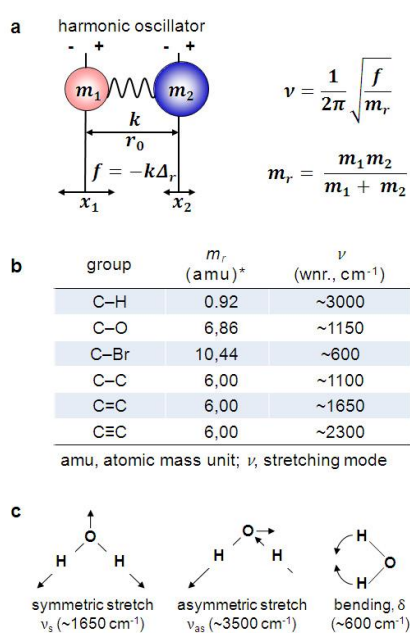 a harmonic oscillator
- + - +
m₁ m₂
k
r₀
f = −kΔᵣ
x₁ x₂
ν = 1/2π √f/mᵣ
mᵣ = m₁m₂/m₁ + m₂
b
group mᵣ (amu)* ν (wnr., cm⁻¹)
C–H 0.92 ~3000
C–O 6,86 ~1150
C–Br 10,44 ~600
C–C 6,00 ~1100
C=C 6,00 ~1650
C≡C 6,00 ~2300
amu, atomic mass unit; ν, stretching mode
c
O O H
H H H H O
H
symmetric stretch asymmetric stretch bending, δ
νₛ (~1650 cm⁻¹) νₐₛ (~3500 cm⁻¹) (~600 cm⁻¹)